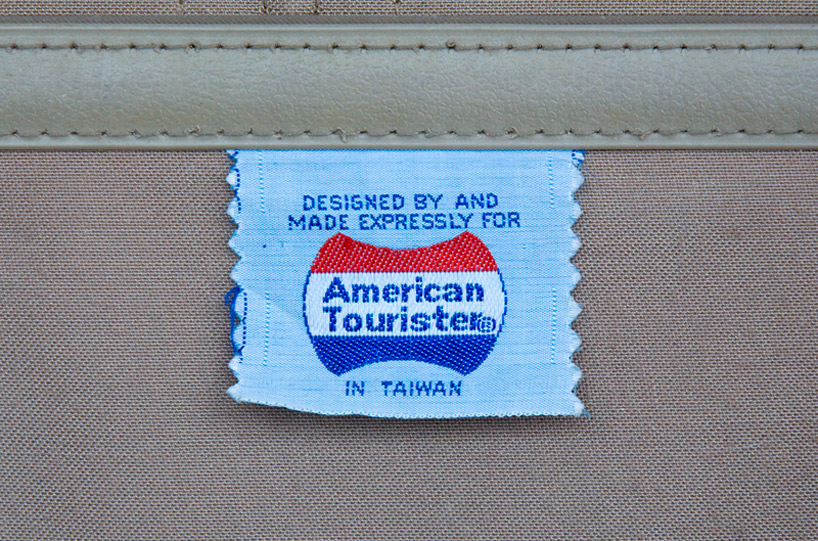 DESIGNED BY AND
MADE EXPRESSLY FOR
American
Tourister®
IN TAIWAN